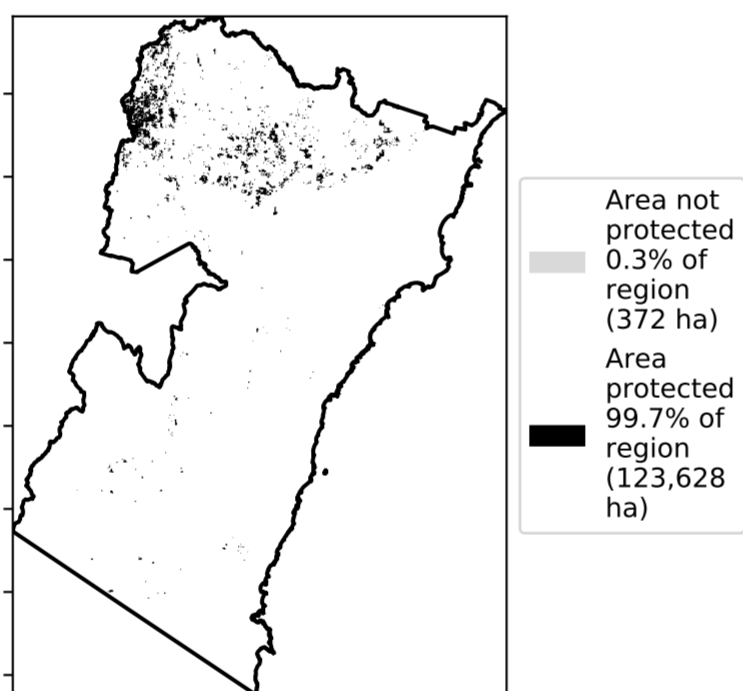 Area not
protected
0.3% of
region
(372 ha)
Area
protected
99.7% of
region
(123,628
ha)